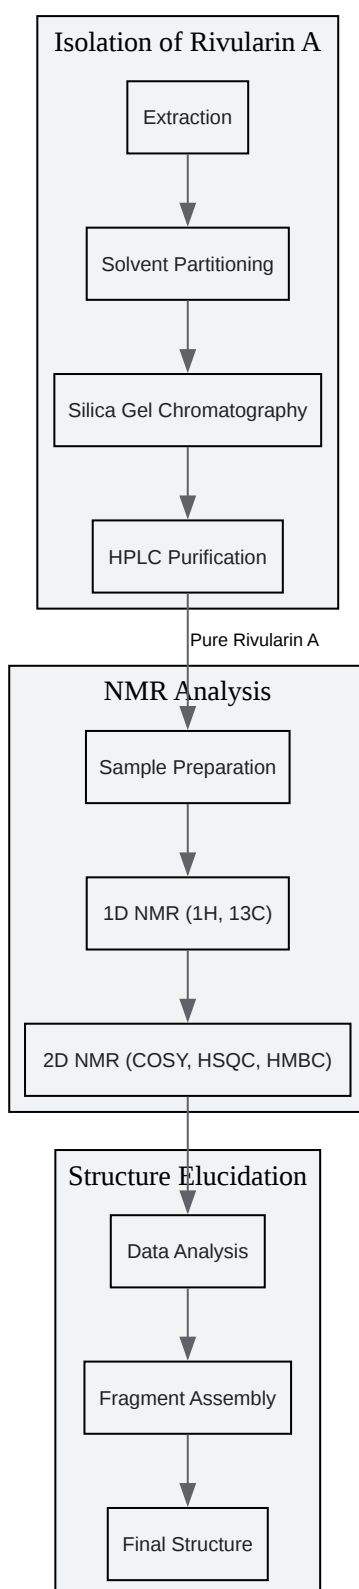 Isolation of Rivularin A
Extraction
Solvent Partitioning
Silica Gel Chromatography
HPLC Purification
Pure Rivularin A
NMR Analysis
Sample Preparation
1D NMR (1H, 13C)
2D NMR (COSY, HSQC, HMBC)
Structure Elucidation
Data Analysis
Fragment Assembly
Final Structure